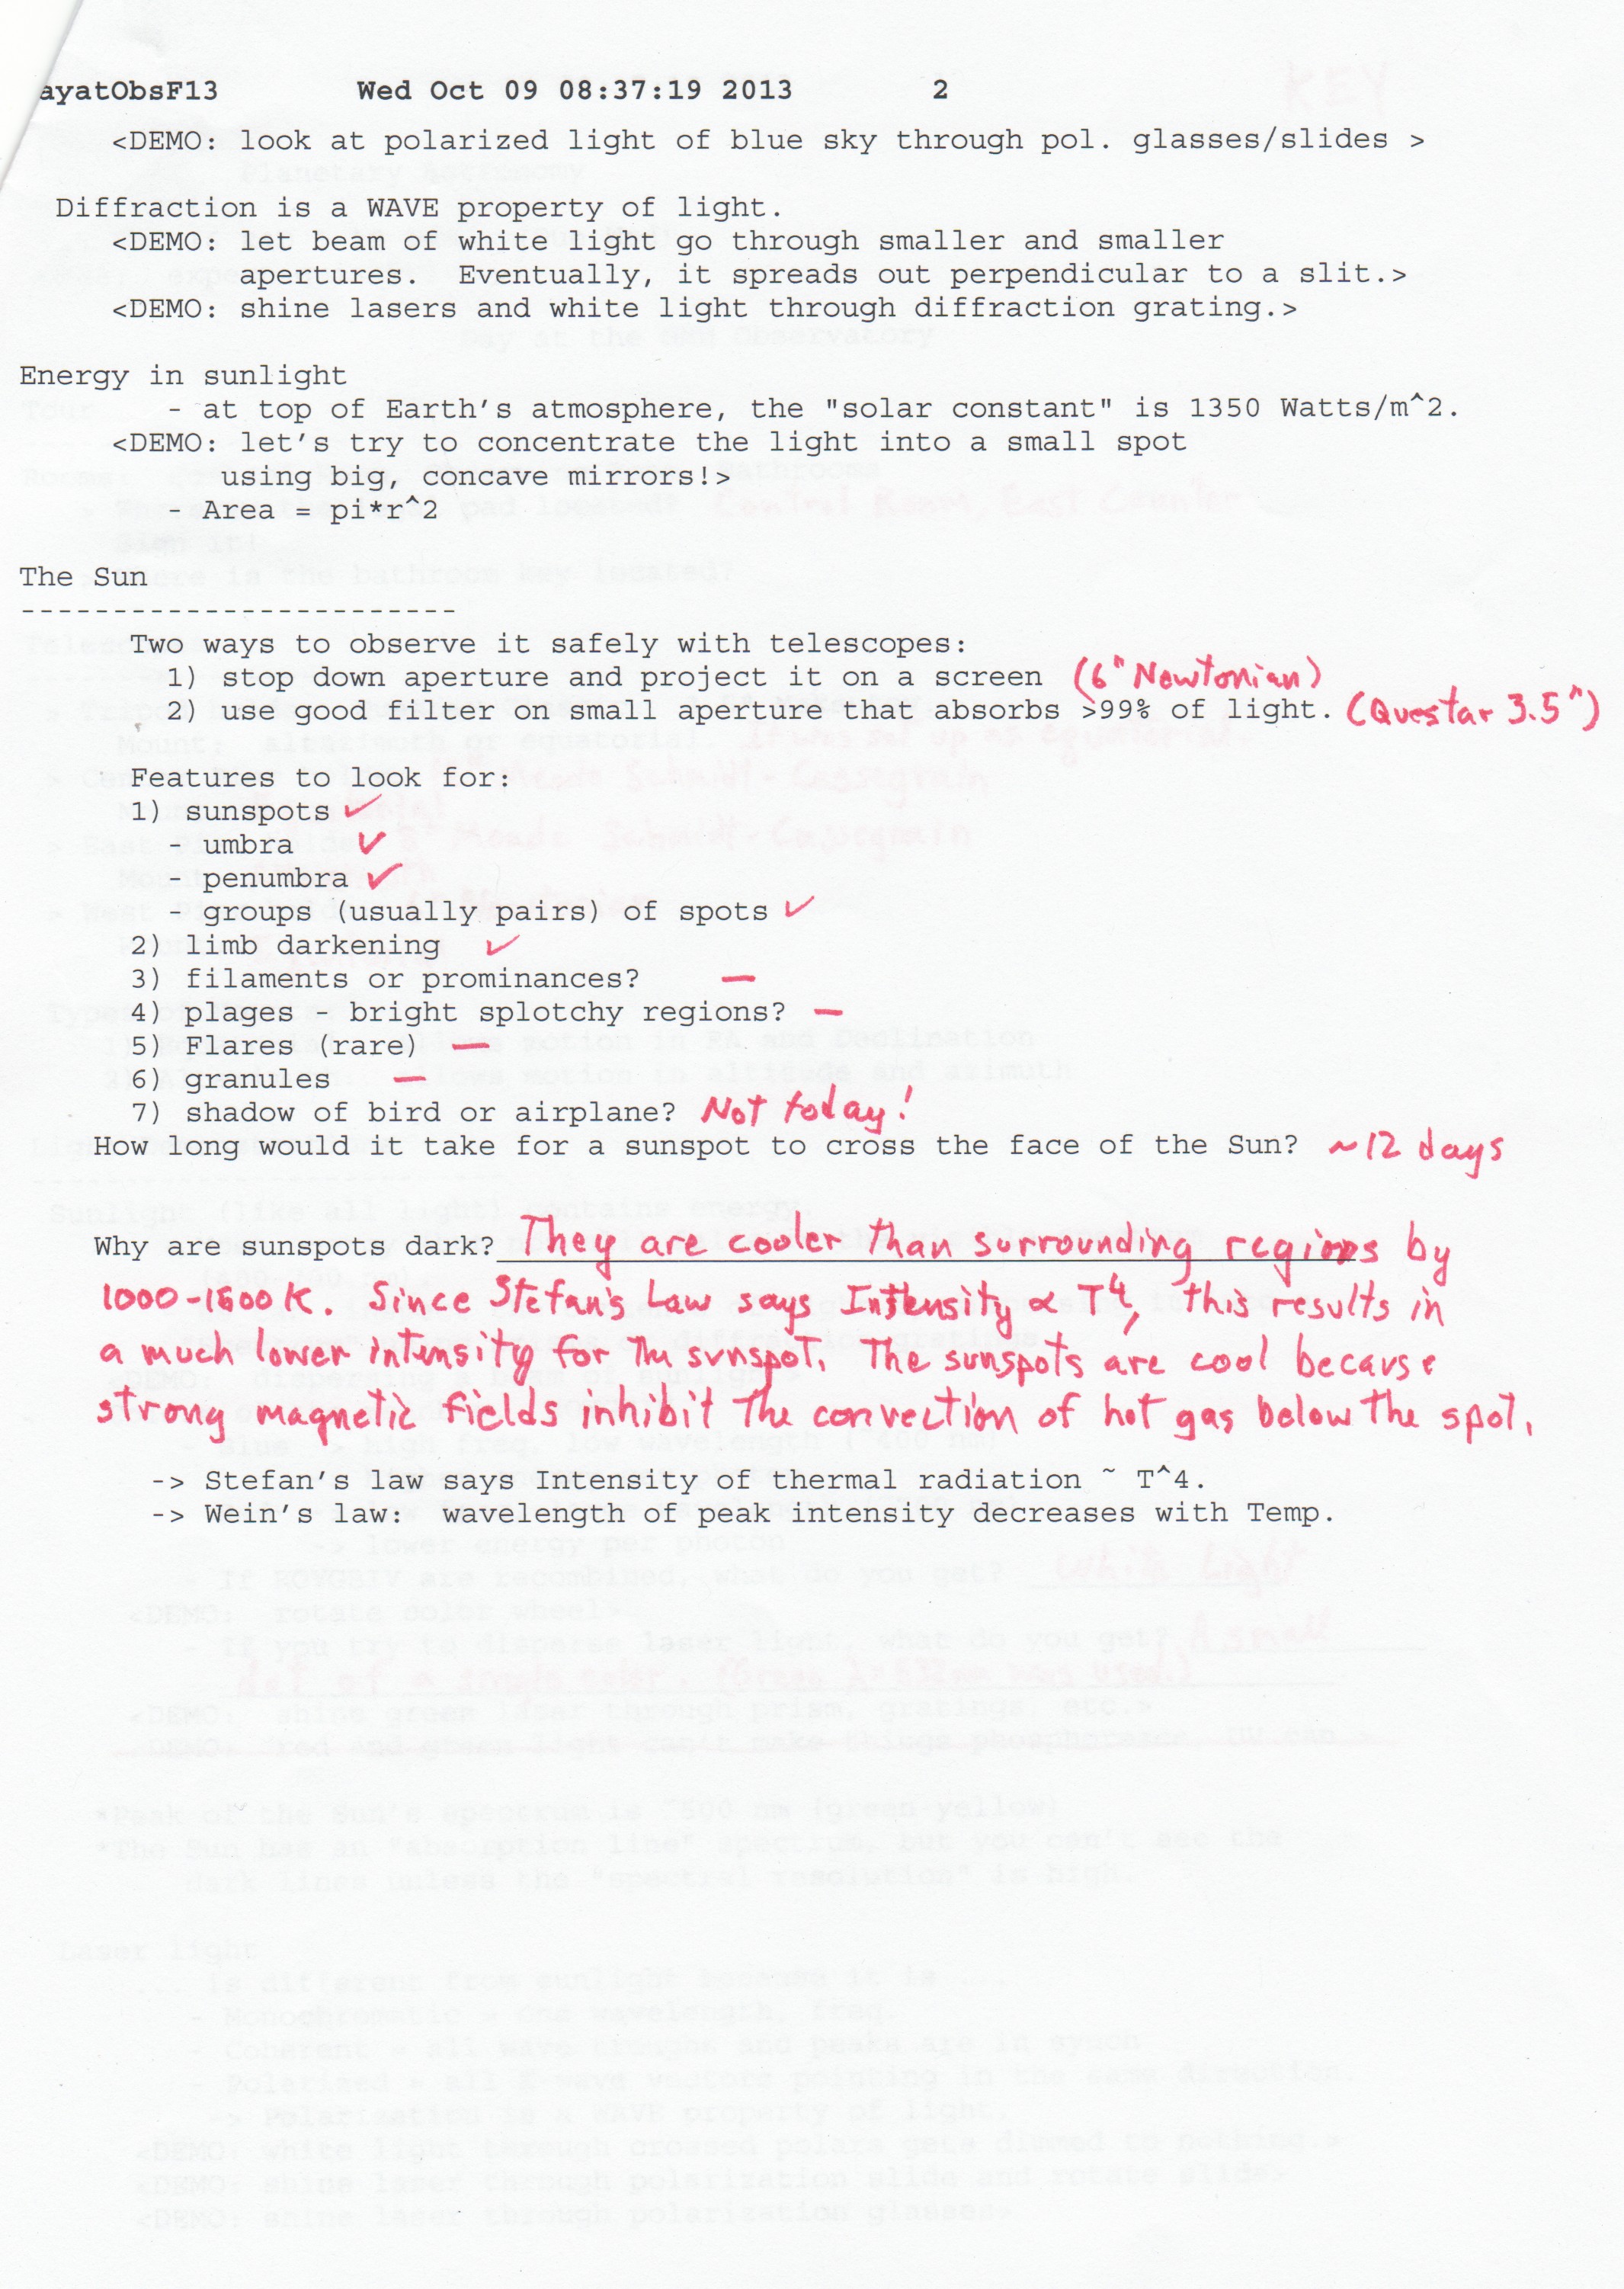 ayatObsF13 Wed Oct 09 08:37:19 2013 2
<DEMO: look at polarized light of blue sky through pol. glasses/slides >
Diffraction is a WAVE property of light.
<DEMO: let beam of white light go through smaller and smaller
apertures. Eventually, it spreads out perpendicular to a slit.>
<DEMO: shine lasers and white light through diffraction grating.>
Energy in sunlight
- at top of Earth's atmosphere, the "solar constant" is 1350 Watts/m^2.
<DEMO: let's try to concentrate the light into a small spot
using big, concave mirrors!>
- Area = pi*r^2
The Sun
------------------------
Two ways to observe it safely with telescopes:
1) stop down aperture and project it on a screen (6" Newtonian)
2) use good filter on small aperture that absorbs >99% of light. (Questar 3.5")
Features to look for:
1) sunspots ✓
- umbra ✓
- penumbra ✓
- groups (usually pairs) of spots ✓
2) limb darkening ✓
3) filaments or prominances? —
4) plages - bright splotchy regions? —
5) Flares (rare) —
6) granules —
7) shadow of bird or airplane? Not today!
How long would it take for a sunspot to cross the face of the Sun? ~12 days
Why are sunspots dark? They are cooler than surrounding regions by
1000-1800K. Since Stefan's Law says Intensity ∝ T^4, this results in
a much lower intensity for the sunspot. The sunspots are cool because
strong magnetic fields inhibit the convection of hot gas below the spot.
-> Stefan's law says Intensity of thermal radiation ~ T^4.
-> Wein's law: wavelength of peak intensity decreases with Temp.